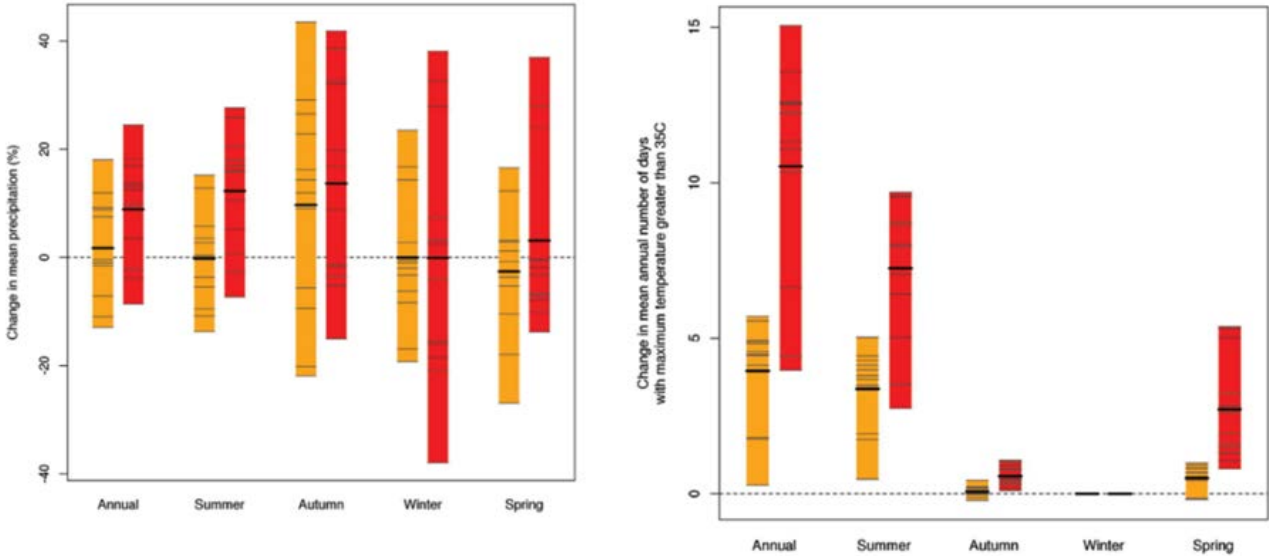 Change in mean precipitation (%)
40
20
0
-20
-40
Annual Summer Autumn Winter Spring
Change in mean annual number of days
with maximum temperature greater than 35C
15
10
5
0
Annual Summer Autumn Winter Spring